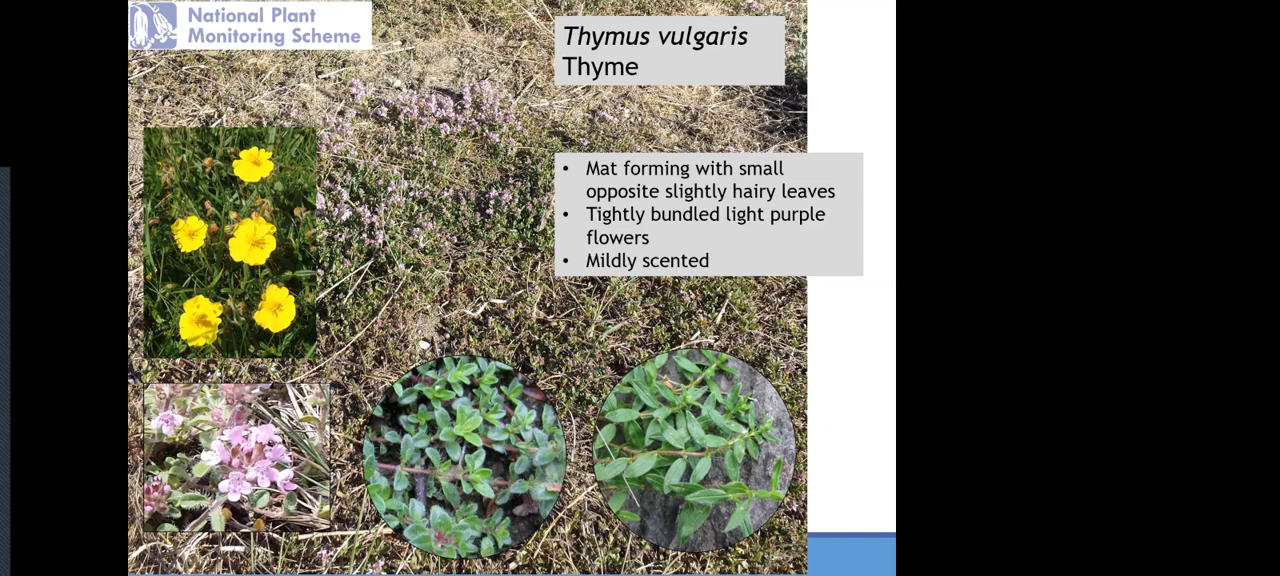 National Plant
Monitoring Scheme
Thymus vulgaris
Thyme
• Mat forming with small
opposite slightly hairy leaves
• Tightly bundled light purple
flowers
• Mildly scented